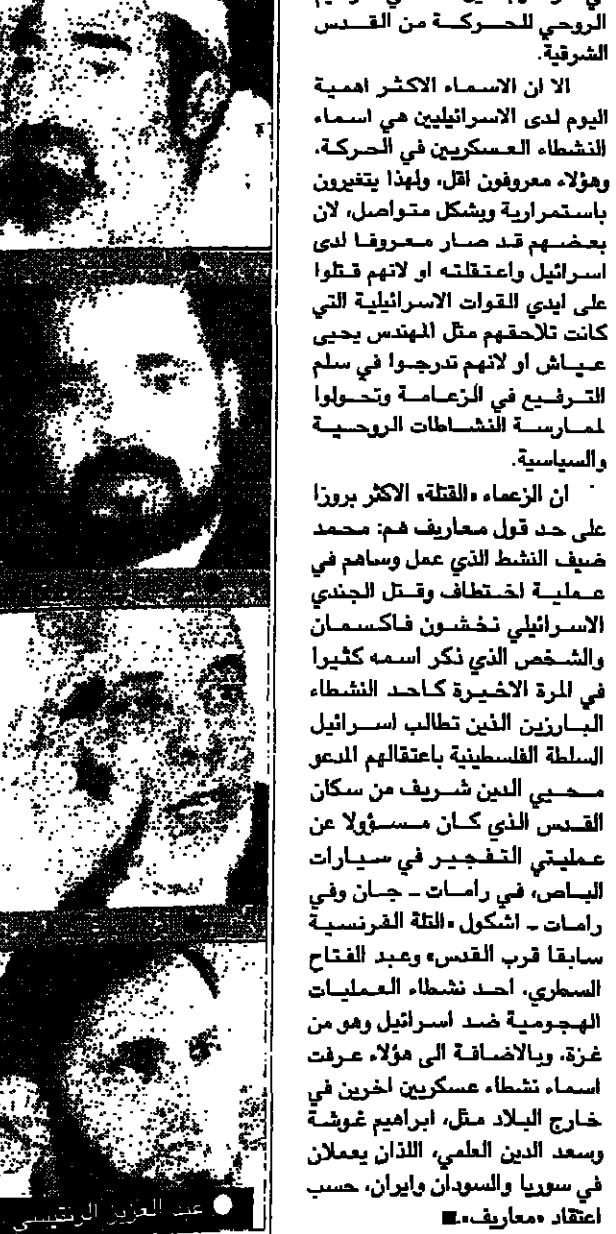 الروحي للحركة من القدس
الشرقية.
الا ان الاسماء الاكثر اهمية
اليوم لدى الاسرائيليين هي اسماء
النشطاء العسكريين في الحركة،
وهؤلاء معروفون اقل، ولهذا يتغيرون
باستمرارية وبشكل متواصل، لان
بعضهم قد صار معروفا لدى
اسرائيل واعتقلته او لانهم قتلوا
على ايدي القوات الاسرائيلية التي
كانت تلاحقهم مثل المهندس يحيى
عياش او لانهم تدرجوا في سلم
الترفيع في الزعامة وتحولوا
لممارسة النشاطات الروحية
والسياسية.
ان الزعماء «القتلة» الاكثر بروزا
على حد قول معاريف هم: محمد
ضيف النشط الذي عمل وساهم في
عملية اختطاف وقتل الجندي
الاسرائيلي نخشون فاكسمان
والشخص الذي ذكر اسمه كثيرا
في المرة الاخيرة كاحد النشطاء
البارزين الذين تطالب اسرائيل
السلطة الفلسطينية باعتقالهم المدعو
محيي الدين شريف من سكان
القدس الذي كان مسؤولا عن
عمليتي التفجير في سيارات
الباص، في رامات ـ جان وفي
رامات ـ اشكول «التلة الفرنسية
سابقا قرب القدس» وعبد الفتاح
السطري، احد نشطاء العمليات
الهجومية ضد اسرائيل وهو من
غزة، وبالاضافة الى هؤلاء عرفت
اسماء نشطاء عسكريين اخرين في
خارج البلاد مثل، ابراهيم غوشة
وسعد الدين العلمي، اللذان يعملان
في سوريا والسودان وايران، حسب
اعتقاد «معاريف».■
● عبد العزيز الرنتيسي